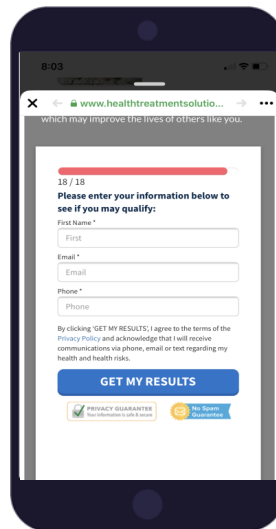 8:03
www.healthtreatmentsolutio...
which may improve the lives of others like you.
18 / 18
Please enter your information below to
see if you may qualify:
First Name *
First
Email *
Email
Phone *
Phone
By clicking 'GET MY RESULTS', I agree to the terms of the
Privacy Policy and acknowledge that I will receive
communications via phone, email or text regarding my
health and health risks.
GET MY RESULTS
PRIVACY GUARANTEE
Your information is safe & secure
No Spam
Guarantee